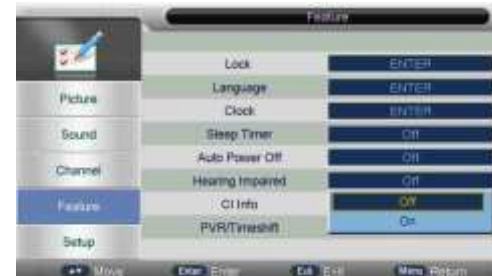 Feature
Picture
Sound
Channel
Feature
Setup
Lock ENTER
Language ENTER
Clock ENTER
Sleep Timer Off
Auto Power Off Off
Hearing Impaired Off
CI Info Off
PVR/Timeshift On
Move Enter Enter Exit Exit Menu Return